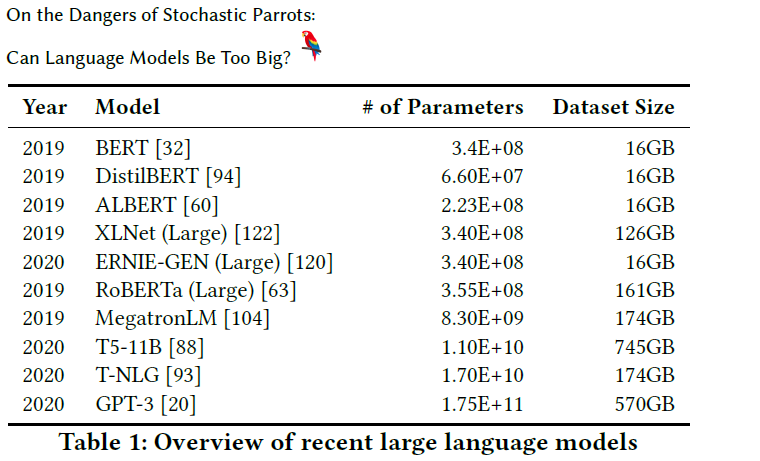 On the Dangers of Stochastic Parrots:
Can Language Models Be Too Big?
Year Model # of Parameters Dataset Size
2019 BERT [32] 3.4E+08 16GB
2019 DistilBERT [94] 6.60E+07 16GB
2019 ALBERT [60] 2.23E+08 16GB
2019 XLNet (Large) [122] 3.40E+08 126GB
2020 ERNIE-GEN (Large) [120] 3.40E+08 16GB
2019 RoBERTa (Large) [63] 3.55E+08 161GB
2019 MegatronLM [104] 8.30E+09 174GB
2020 T5-11B [88] 1.10E+10 745GB
2020 T-NLG [93] 1.70E+10 174GB
2020 GPT-3 [20] 1.75E+11 570GB
Table 1: Overview of recent large language models